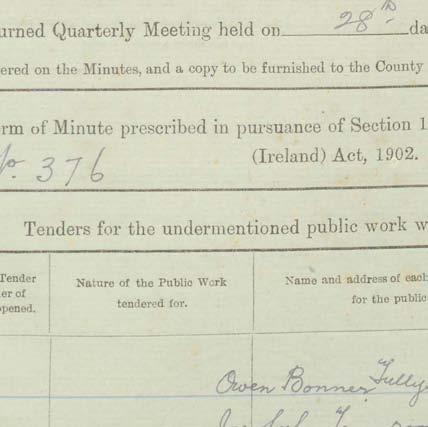 urned Quarterly Meeting held on 28th da
ered on the Minutes, and a copy to be furnished to the County
rm of Minute prescribed in pursuance of Section 1
No. 376 (Ireland) Act, 1902.
Tenders for the undermentioned public work w
Tender
er of
pened.
Nature of the Public Work
tendered for.
Name and address of eac
for the public
Owen Bonner Tully